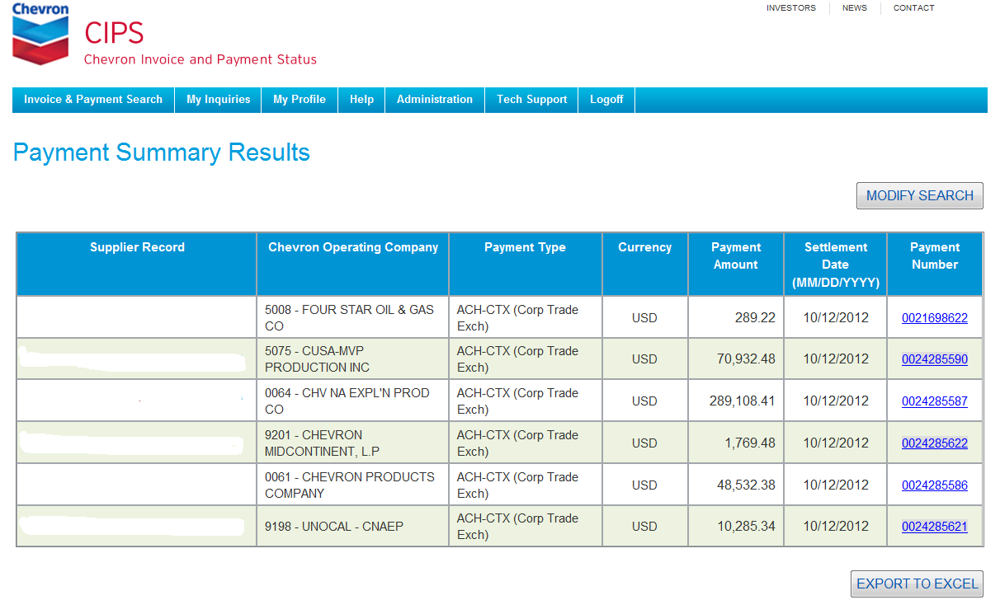 Chevron
INVESTORS NEWS CONTACT
CIPS
Chevron Invoice and Payment Status
Invoice & Payment Search My Inquiries My Profile Help Administration Tech Support Logoff
Payment Summary Results
MODIFY SEARCH
Supplier Record Chevron Operating Company Payment Type Currency Payment Settlement Payment
Amount Date Number
(MM/DD/YYYY)
5008 - FOUR STAR OIL & GAS ACH-CTX (Corp Trade
CO Exch) USD 289.22 10/12/2012 0021698622
5075 - CUSA-MVP ACH-CTX (Corp Trade
PRODUCTION INC Exch) USD 70,932.48 10/12/2012 0024285590
0064 - CHV NA EXPL'N PROD ACH-CTX (Corp Trade
CO Exch) USD 289,108.41 10/12/2012 0024285587
9201 - CHEVRON ACH-CTX (Corp Trade
MIDCONTINENT, L.P Exch) USD 1,769.48 10/12/2012 0024285622
0061 - CHEVRON PRODUCTS ACH-CTX (Corp Trade
COMPANY Exch) USD 48,532.38 10/12/2012 0024285586
9198 - UNOCAL - CNAEP ACH-CTX (Corp Trade
Exch) USD 10,285.34 10/12/2012 0024285621
EXPORT TO EXCEL